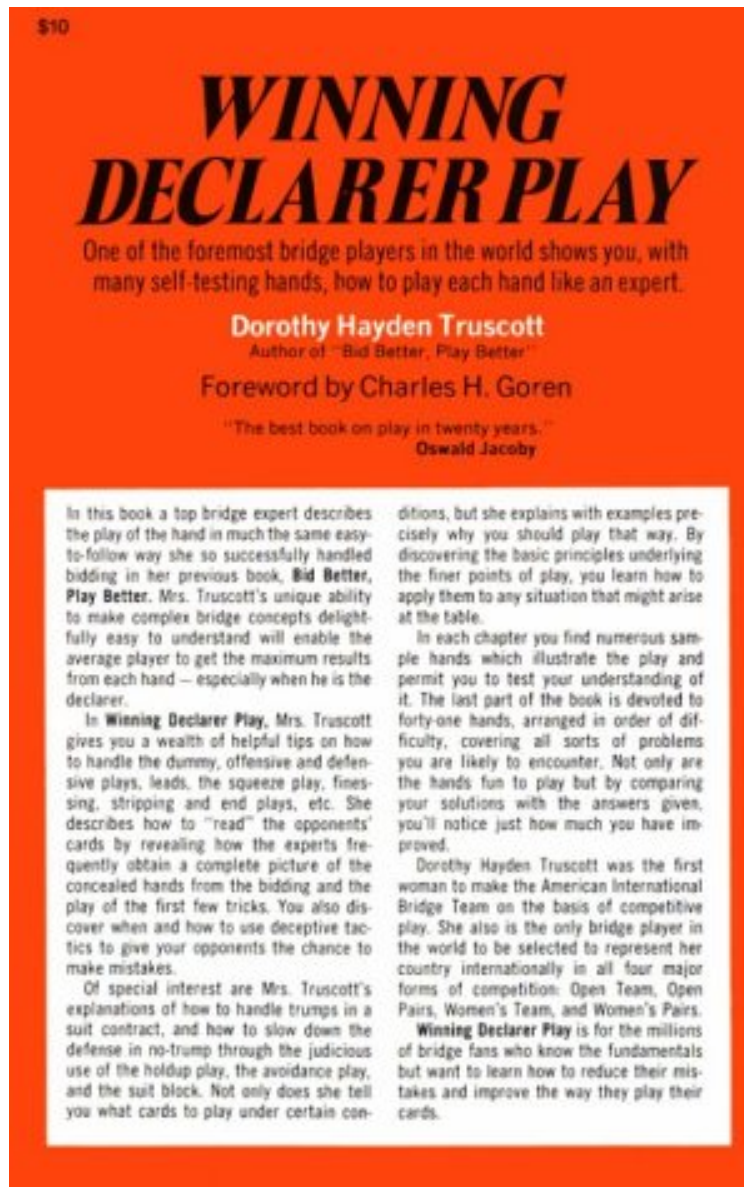 $10
WINNING
DECLARER PLAY
One of the foremost bridge players in the world shows you, with
many self-testing hands, how to play each hand like an expert.
Dorothy Hayden Truscott
Author of "Bid Better, Play Better"
Foreword by Charles H. Goren
"The best book on play in twenty years."
Oswald Jacoby
In this book a top bridge expert describes
the play of the hand in much the same easy-
to-follow way she so successfully handled
bidding in her previous book, Bid Better,
Play Better. Mrs. Truscott's unique ability
to make complex bridge concepts delight-
fully easy to understand will enable the
average player to get the maximum results
from each hand — especially when he is the
declarer.
In Winning Declarer Play, Mrs. Truscott
gives you a wealth of helpful tips on how
to handle the dummy, offensive and defen-
sive plays, leads, the squeeze play, fines-
sing, stripping and end plays, etc. She
describes how to "read" the opponents'
cards by revealing how the experts fre-
quently obtain a complete picture of the
concealed hands from the bidding and the
play of the first few tricks. You also dis-
cover when and how to use deceptive tac-
tics to give your opponents the chance to
make mistakes.
Of special interest are Mrs. Truscott's
explanations of how to handle trumps in a
suit contract, and how to slow down the
defense in no-trump through the judicious
use of the holdup play, the avoidance play,
and the suit block. Not only does she tell
you what cards to play under certain con-
ditions, but she explains with examples pre-
cisely why you should play that way. By
discovering the basic principles underlying
the finer points of play, you learn how to
apply them to any situation that might arise
at the table.
In each chapter you find numerous sam-
ple hands which illustrate the play and
permit you to test your understanding of
it. The last part of the book is devoted to
forty-one hands, arranged in order of dif-
ficulty, covering all sorts of problems
you are likely to encounter. Not only are
the hands fun to play but by comparing
your solutions with the answers given,
you'll notice just how much you have im-
proved.
Dorothy Hayden Truscott was the first
woman to make the American International
Bridge Team on the basis of competitive
play. She also is the only bridge player in
the world to be selected to represent her
country internationally in all four major
forms of competition: Open Team, Open
Pairs, Women's Team, and Women's Pairs.
Winning Declarer Play is for the millions
of bridge fans who know the fundamentals
but want to learn how to reduce their mis-
takes and improve the way they play their
cards.